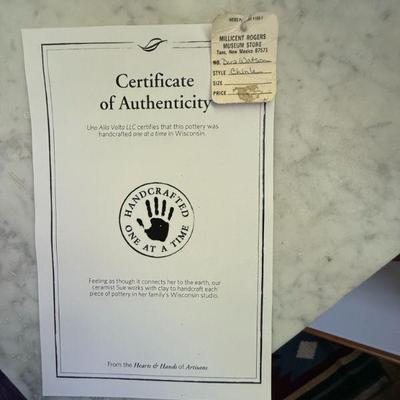 MILLICENT ROGERS
MUSEUM STORE
Taos, New Mexico 87571
NO.
STYLE
SIZE
PRICE
Certificate
of Authenticity
Uno Alla Volta LLC certifies that this pottery was
handcrafted one at a time in Wisconsin.
HANDCRAFTED
ONE AT A TIME
Feeling as though it connects her to the earth, our
ceramist Sue works with clay to handcraft each
piece of pottery in her family's Wisconsin studio.
From the Hearts & Hands of Artisans